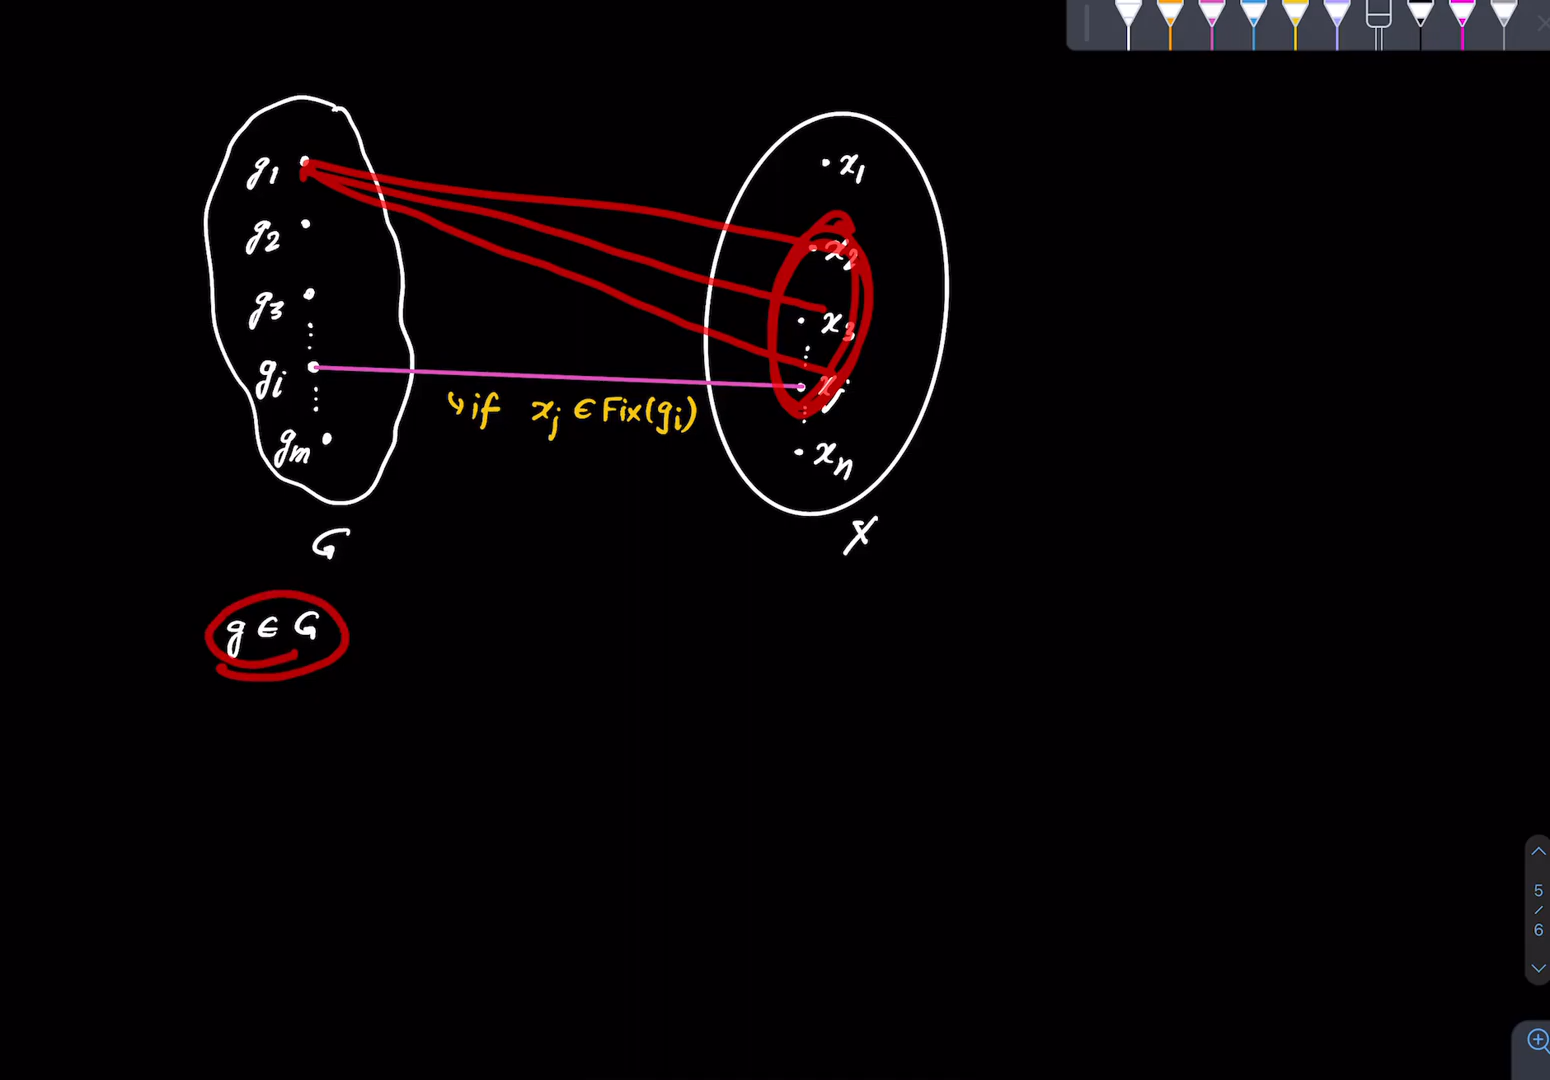 g1
g2
g3
gi
gm
x1
x2
x3
xj
xn
↳ if xj ∈ Fix(gi)
G
X
g ∈ G
5
/
6